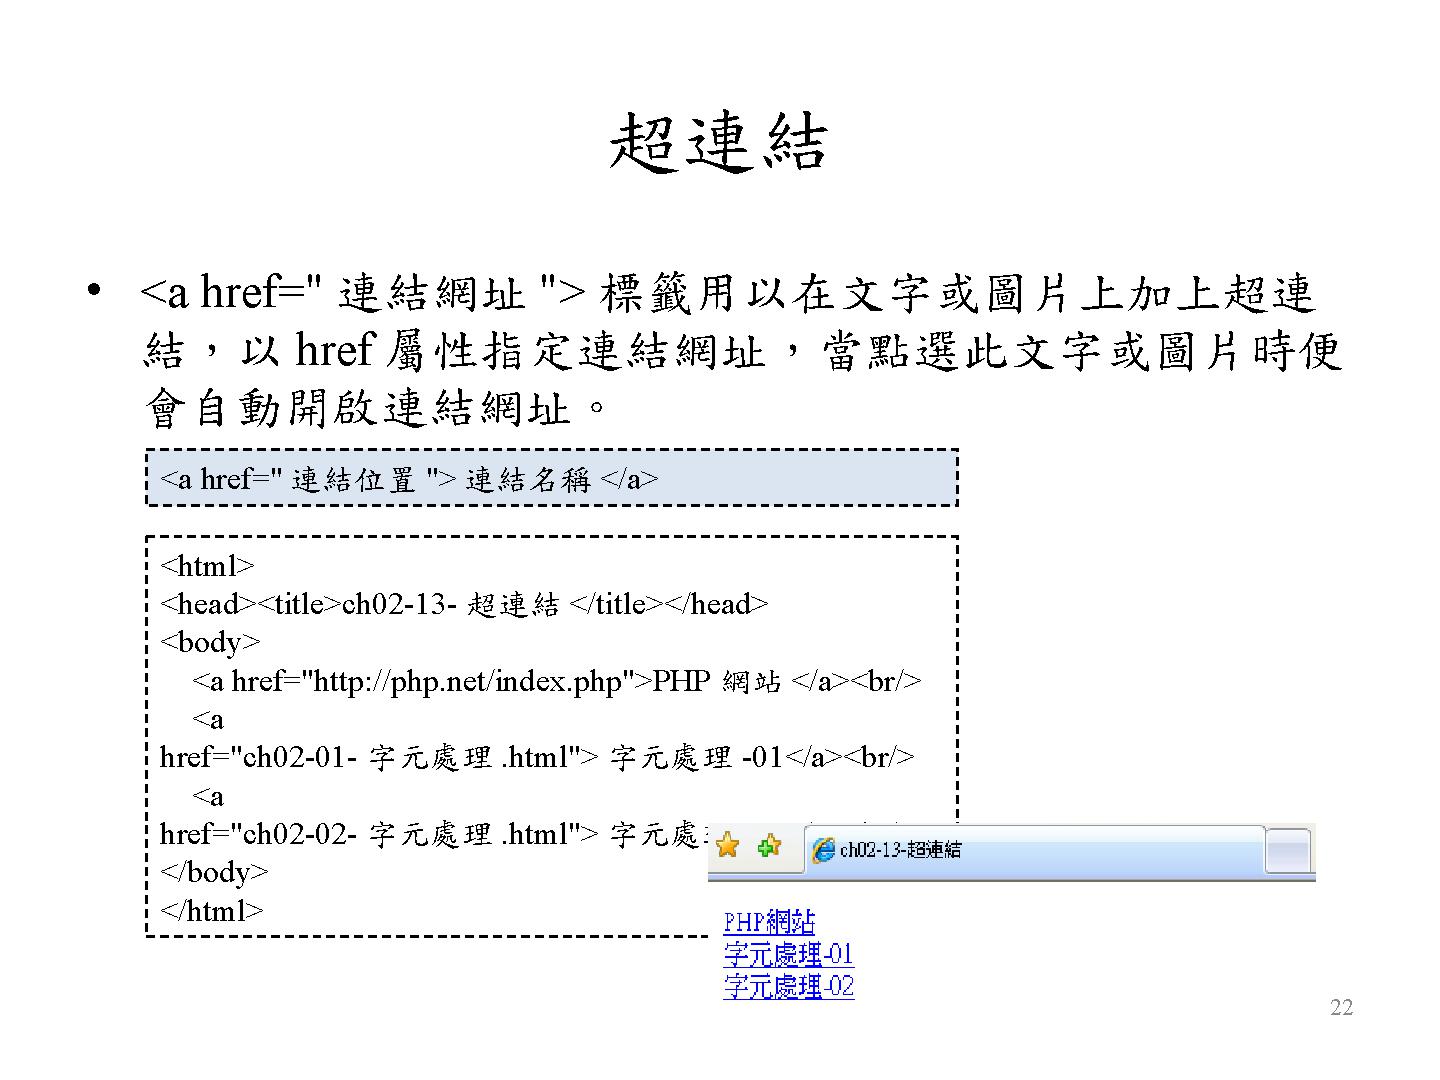 超連結
• <a href=" 連結網址 "> 標籤用以在文字或圖片上加上超連
結，以 href 屬性指定連結網址，當點選此文字或圖片時便
會自動開啟連結網址。
<a href=" 連結位置 "> 連結名稱 </a>
<html>
<head><title>ch02-13- 超連結 </title></head>
<body>
<a href="http://php.net/index.php">PHP 網站 </a><br/>
<a
href="ch02-01- 字元處理 .html"> 字元處理 -01</a><br/>
<a
href="ch02-02- 字元處理 .html"> 字元處
</body>
</html>
ch02-13-超連結
PHP網站
字元處理-01
字元處理-02
22